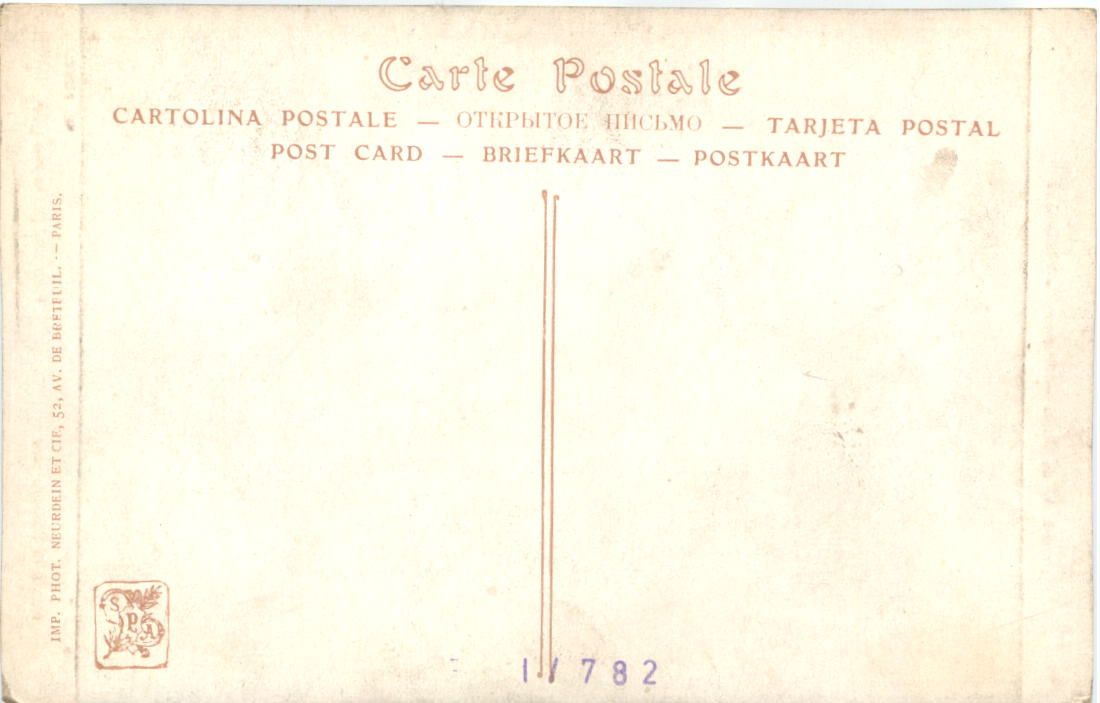 Carte Postale
CARTOLINA POSTALE — ОТКРЫТОЕ ПИСЬМО — TARJETA POSTAL
POST CARD — BRIEFKAART — POSTKAART
IMP. PHOT. NEURDEIN ET CIE, 52, AV. DE BRETEUIL. — PARIS.
S P A
1/782